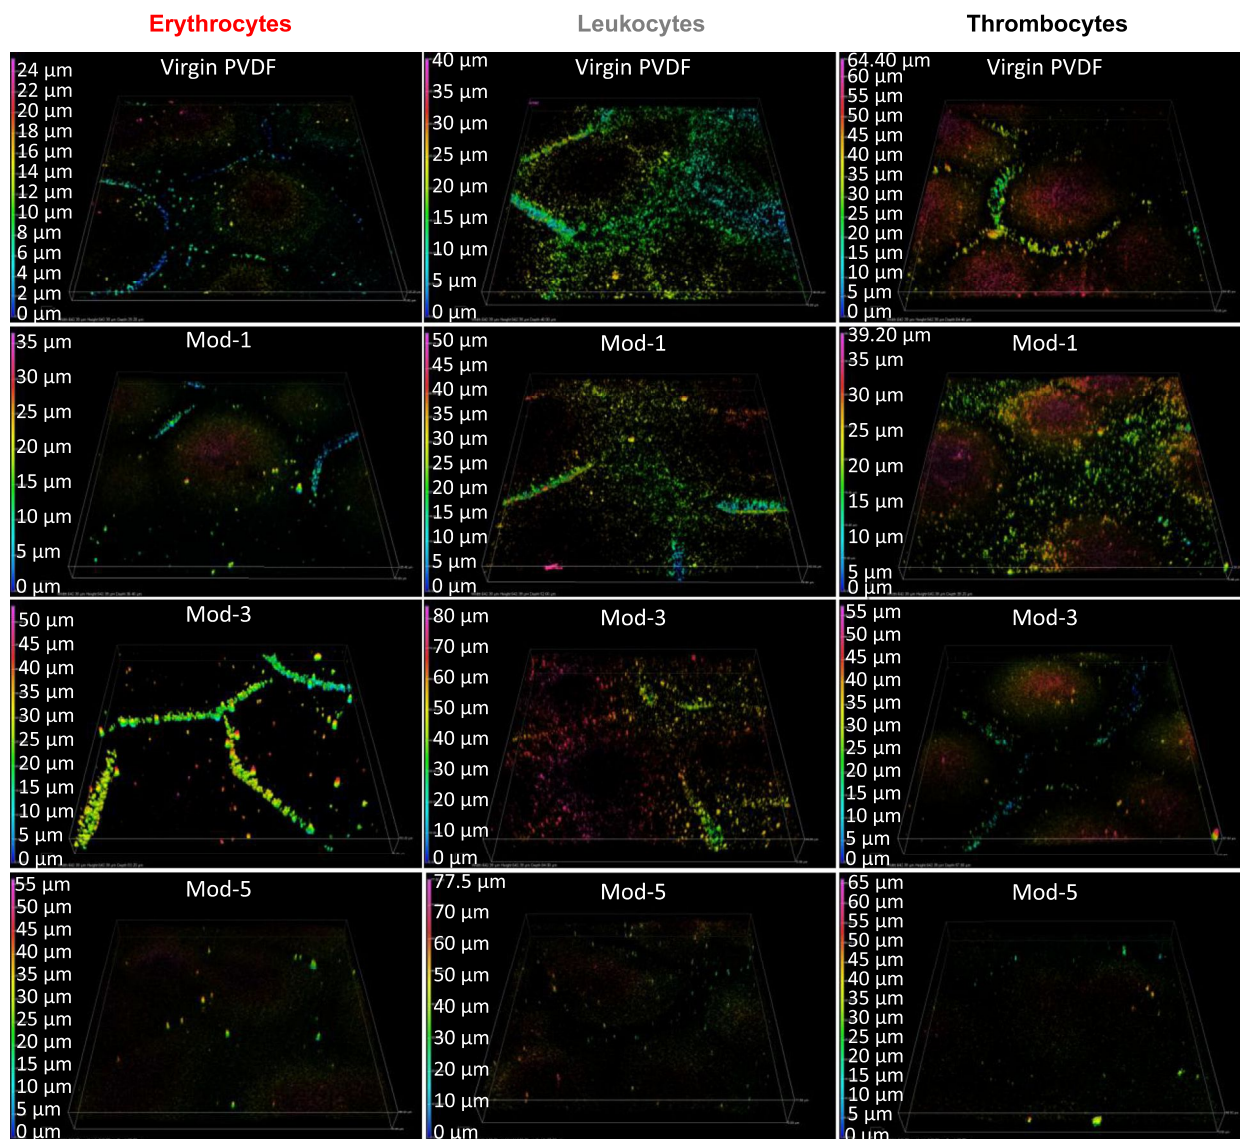 Erythrocytes
Leukocytes
Thrombocytes
Virgin PVDF
24 µm
22 µm
20 µm
18 µm
16 µm
14 µm
12 µm
10 µm
8 µm
6 µm
4 µm
2 µm
0 µm
Virgin PVDF
40 µm
35 µm
30 µm
25 µm
20 µm
15 µm
10 µm
5 µm
0 µm
Virgin PVDF
64.40 µm
60 µm
55 µm
50 µm
45 µm
40 µm
35 µm
30 µm
25 µm
20 µm
15 µm
10 µm
5 µm
0 µm
Mod-1
35 µm
30 µm
25 µm
20 µm
15 µm
10 µm
5 µm
0 µm
Mod-1
50 µm
45 µm
40 µm
35 µm
30 µm
25 µm
20 µm
15 µm
10 µm
5 µm
0 µm
Mod-1
39.20 µm
35 µm
30 µm
25 µm
20 µm
15 µm
10 µm
5 µm
0 µm
Mod-3
50 µm
45 µm
40 µm
35 µm
30 µm
25 µm
20 µm
15 µm
10 µm
5 µm
0 µm
Mod-3
80 µm
70 µm
60 µm
50 µm
40 µm
30 µm
20 µm
10 µm
0 µm
Mod-3
55 µm
50 µm
45 µm
40 µm
35 µm
30 µm
25 µm
20 µm
15 µm
10 µm
5 µm
0 µm
Mod-5
55 µm
50 µm
45 µm
40 µm
35 µm
30 µm
25 µm
20 µm
15 µm
10 µm
5 µm
0 µm
Mod-5
77.5 µm
70 µm
60 µm
50 µm
40 µm
30 µm
20 µm
10 µm
0 µm
Mod-5
65 µm
60 µm
55 µm
50 µm
45 µm
40 µm
35 µm
30 µm
25 µm
20 µm
15 µm
10 µm
5 µm
0 µm